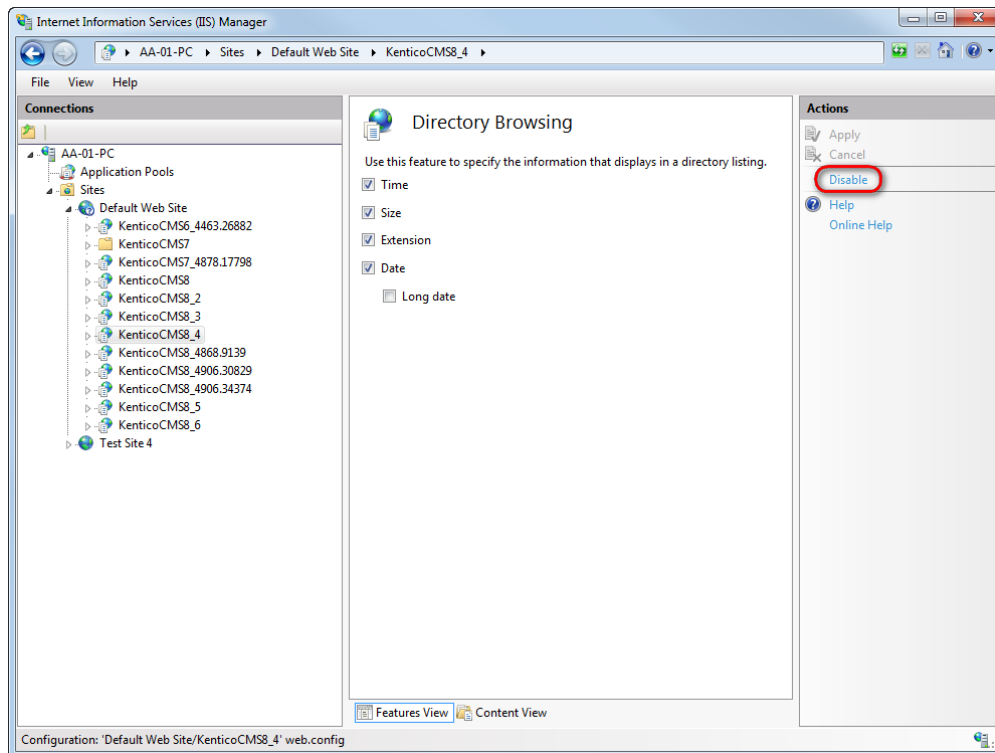 Internet Information Services (IIS) Manager
AA-01-PC Sites Default Web Site KenticoCMS8_4
File View Help
Connections
AA-01-PC
Application Pools
Sites
Default Web Site
KenticoCMS6_4463.26882
KenticoCMS7
KenticoCMS7_4878.17798
KenticoCMS8
KenticoCMS8_2
KenticoCMS8_3
KenticoCMS8_4
KenticoCMS8_4868.9139
KenticoCMS8_4906.30829
KenticoCMS8_4906.34374
KenticoCMS8_5
KenticoCMS8_6
Test Site 4
Directory Browsing
Use this feature to specify the information that displays in a directory listing.
Time
Size
Extension
Date
Long date
Features View Content View
Actions
Apply
Cancel
Disable
Help
Online Help
Configuration: 'Default Web Site/KenticoCMS8_4' web.config